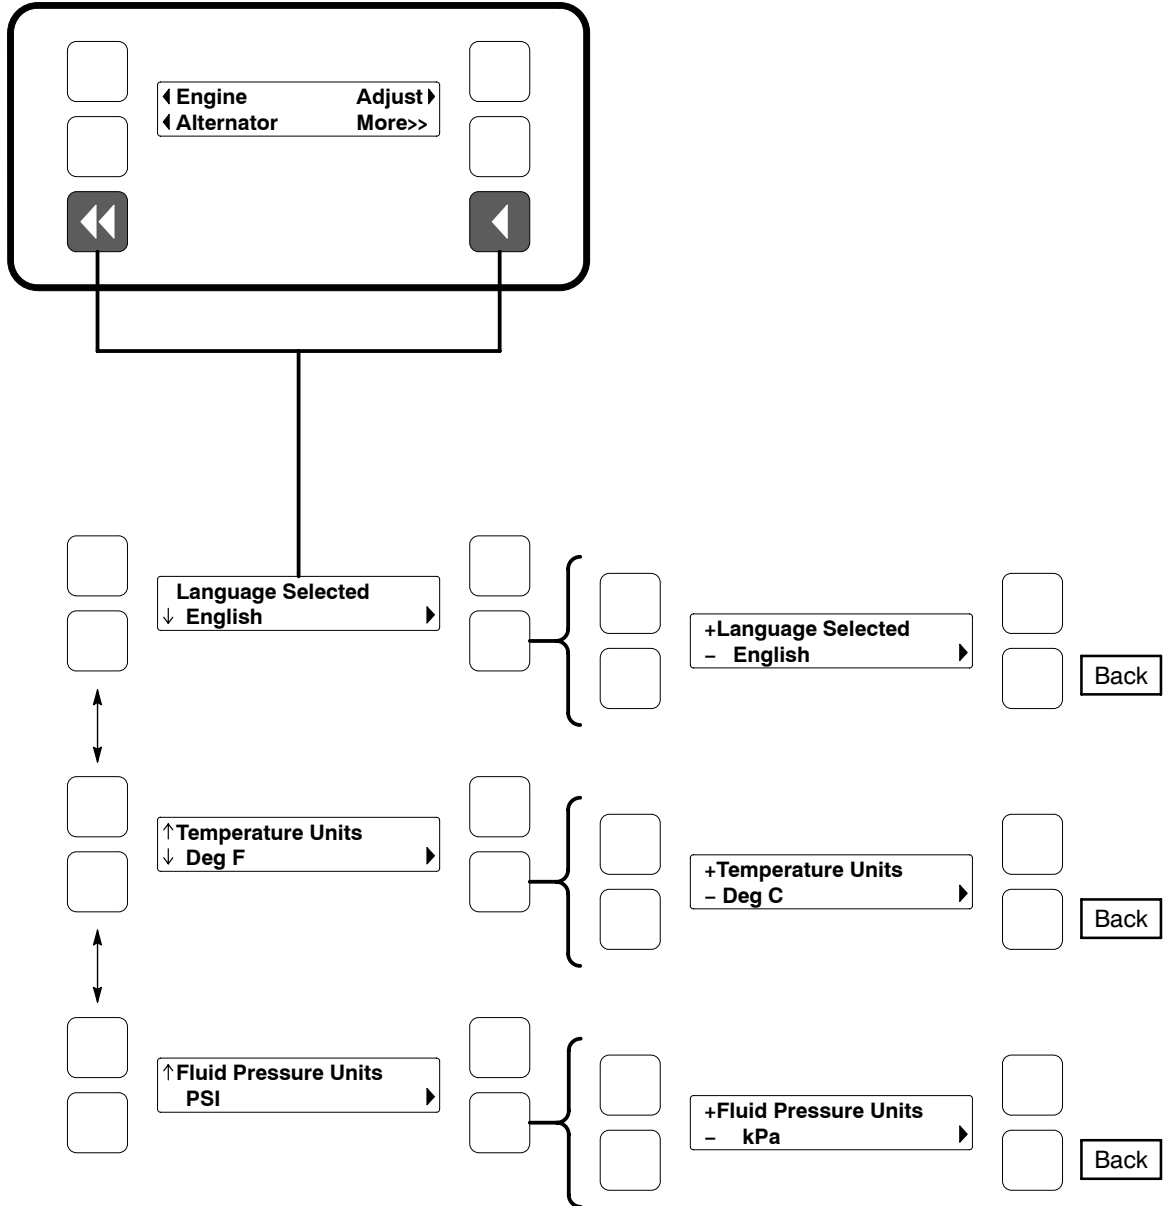 Engine Adjust
Alternator More>>
Language Selected
↓ English
+Language Selected
– English
Back
↑Temperature Units
↓ Deg F
+Temperature Units
– Deg C
Back
↑Fluid Pressure Units
PSI
+Fluid Pressure Units
– kPa
Back